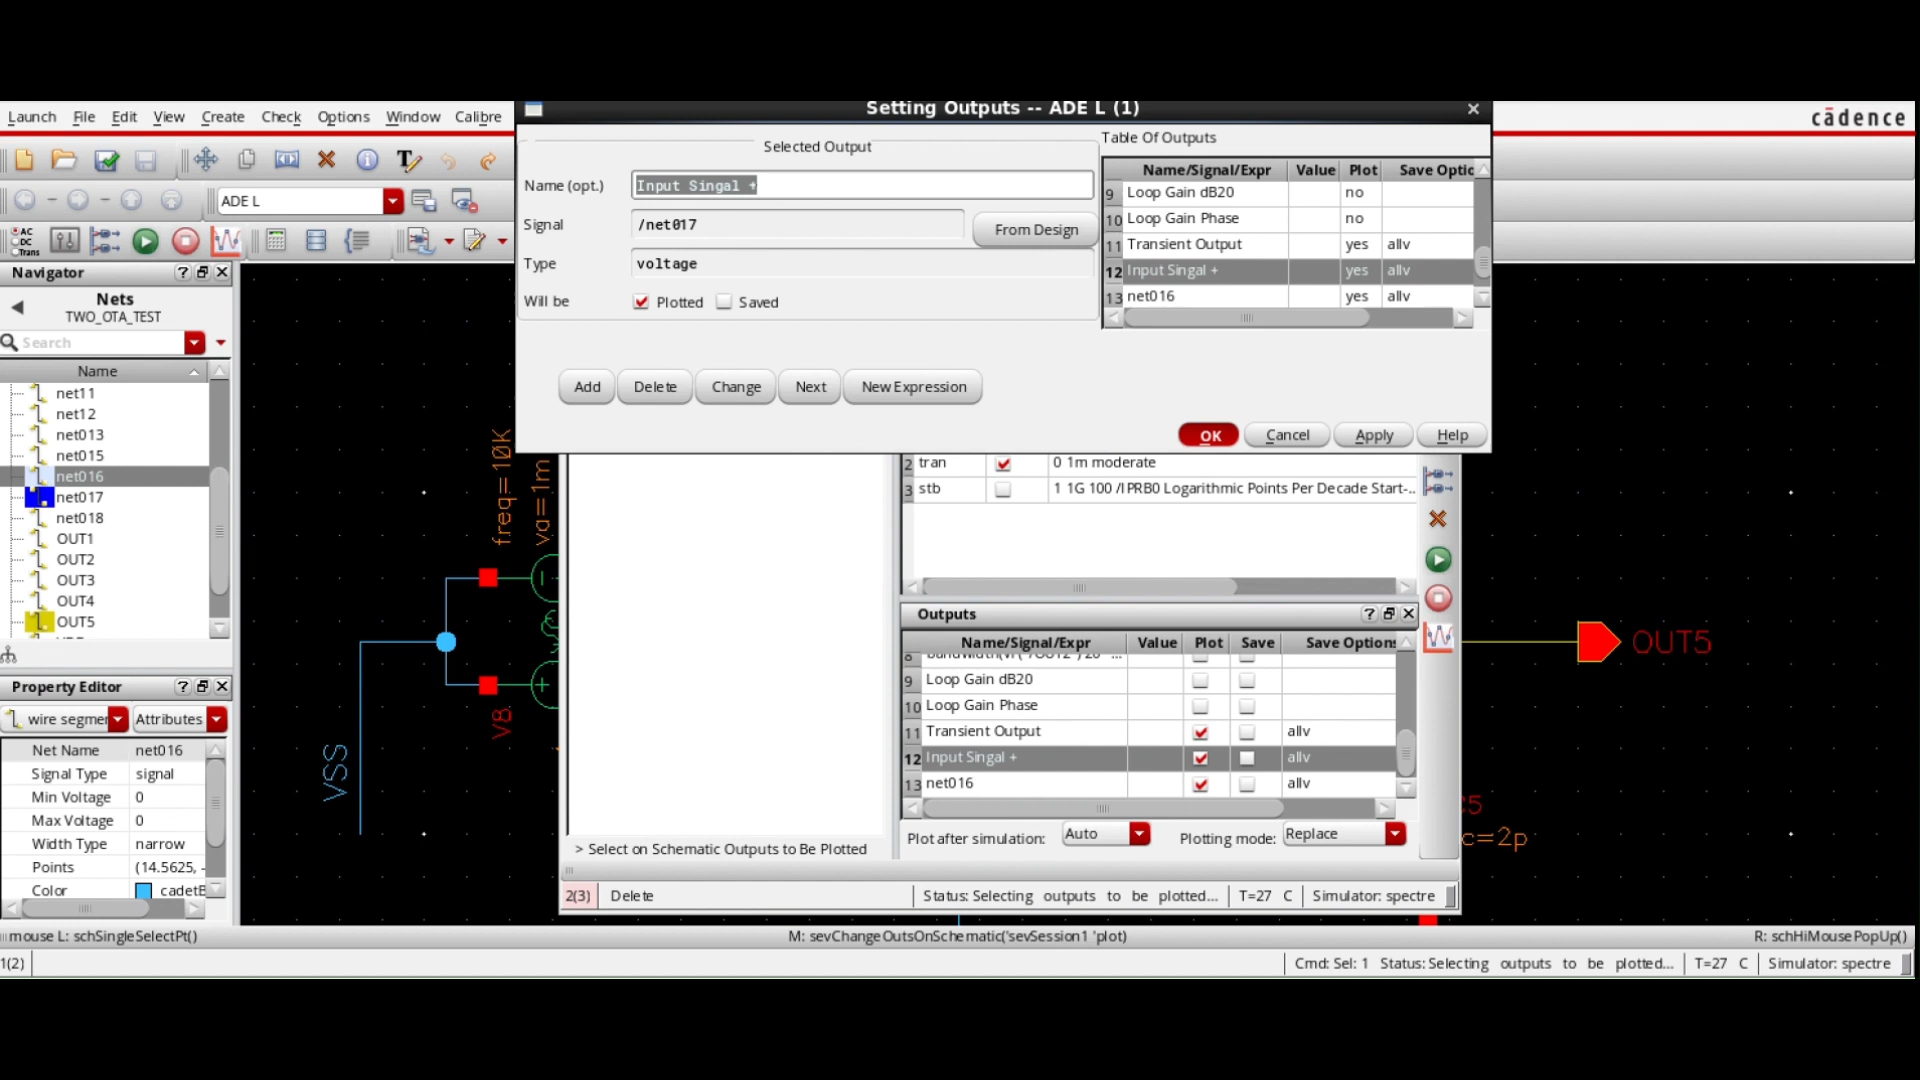 Setting Outputs -- ADE L (1)
Launch File Edit View Create Check Options Window Calibre
cādence
Selected Output
Table Of Outputs
Name (opt.) Input Singal +
Signal /net017 From Design
Type voltage
Will be Plotted Saved
Name/Signal/Expr Value Plot Save Optic
9 Loop Gain dB20 no
10 Loop Gain Phase no
11 Transient Output yes allv
12 Input Singal + yes allv
13 net016 yes allv
Add Delete Change Next New Expression
OK Cancel Apply Help
ADE L
AC
DC
Trans
Navigator
Nets
TWO_OTA_TEST
Search
Name
net11
net12
net013
net015
net016
net017
net018
OUT1
OUT2
OUT3
OUT4
OUT5
Property Editor
wire segmer Attributes
Net Name net016
Signal Type signal
Min Voltage 0
Max Voltage 0
Width Type narrow
Points (14.5625, -
Color cadetB
freq=10K
va=1m
V8
VSS
2 tran 0 1m moderate
3 stb 1 1G 100 /IPRB0 Logarithmic Points Per Decade Start-..
Outputs
Name/Signal/Expr Value Plot Save Save Options
9 Loop Gain dB20
10 Loop Gain Phase
11 Transient Output allv
12 Input Singal + allv
13 net016 allv
Plot after simulation: Auto Plotting mode: Replace
> Select on Schematic Outputs to Be Plotted
2(3) Delete Status: Selecting outputs to be plotted... T=27 C Simulator: spectre
OUT5
c=2p
mouse L: schSingleSelectPt() M: sevChangeOutsOnSchematic('sevSession1 'plot) R: schHiMousePopUp()
1(2) Cmd: Sel: 1 Status: Selecting outputs to be plotted... T=27 C Simulator: spectre